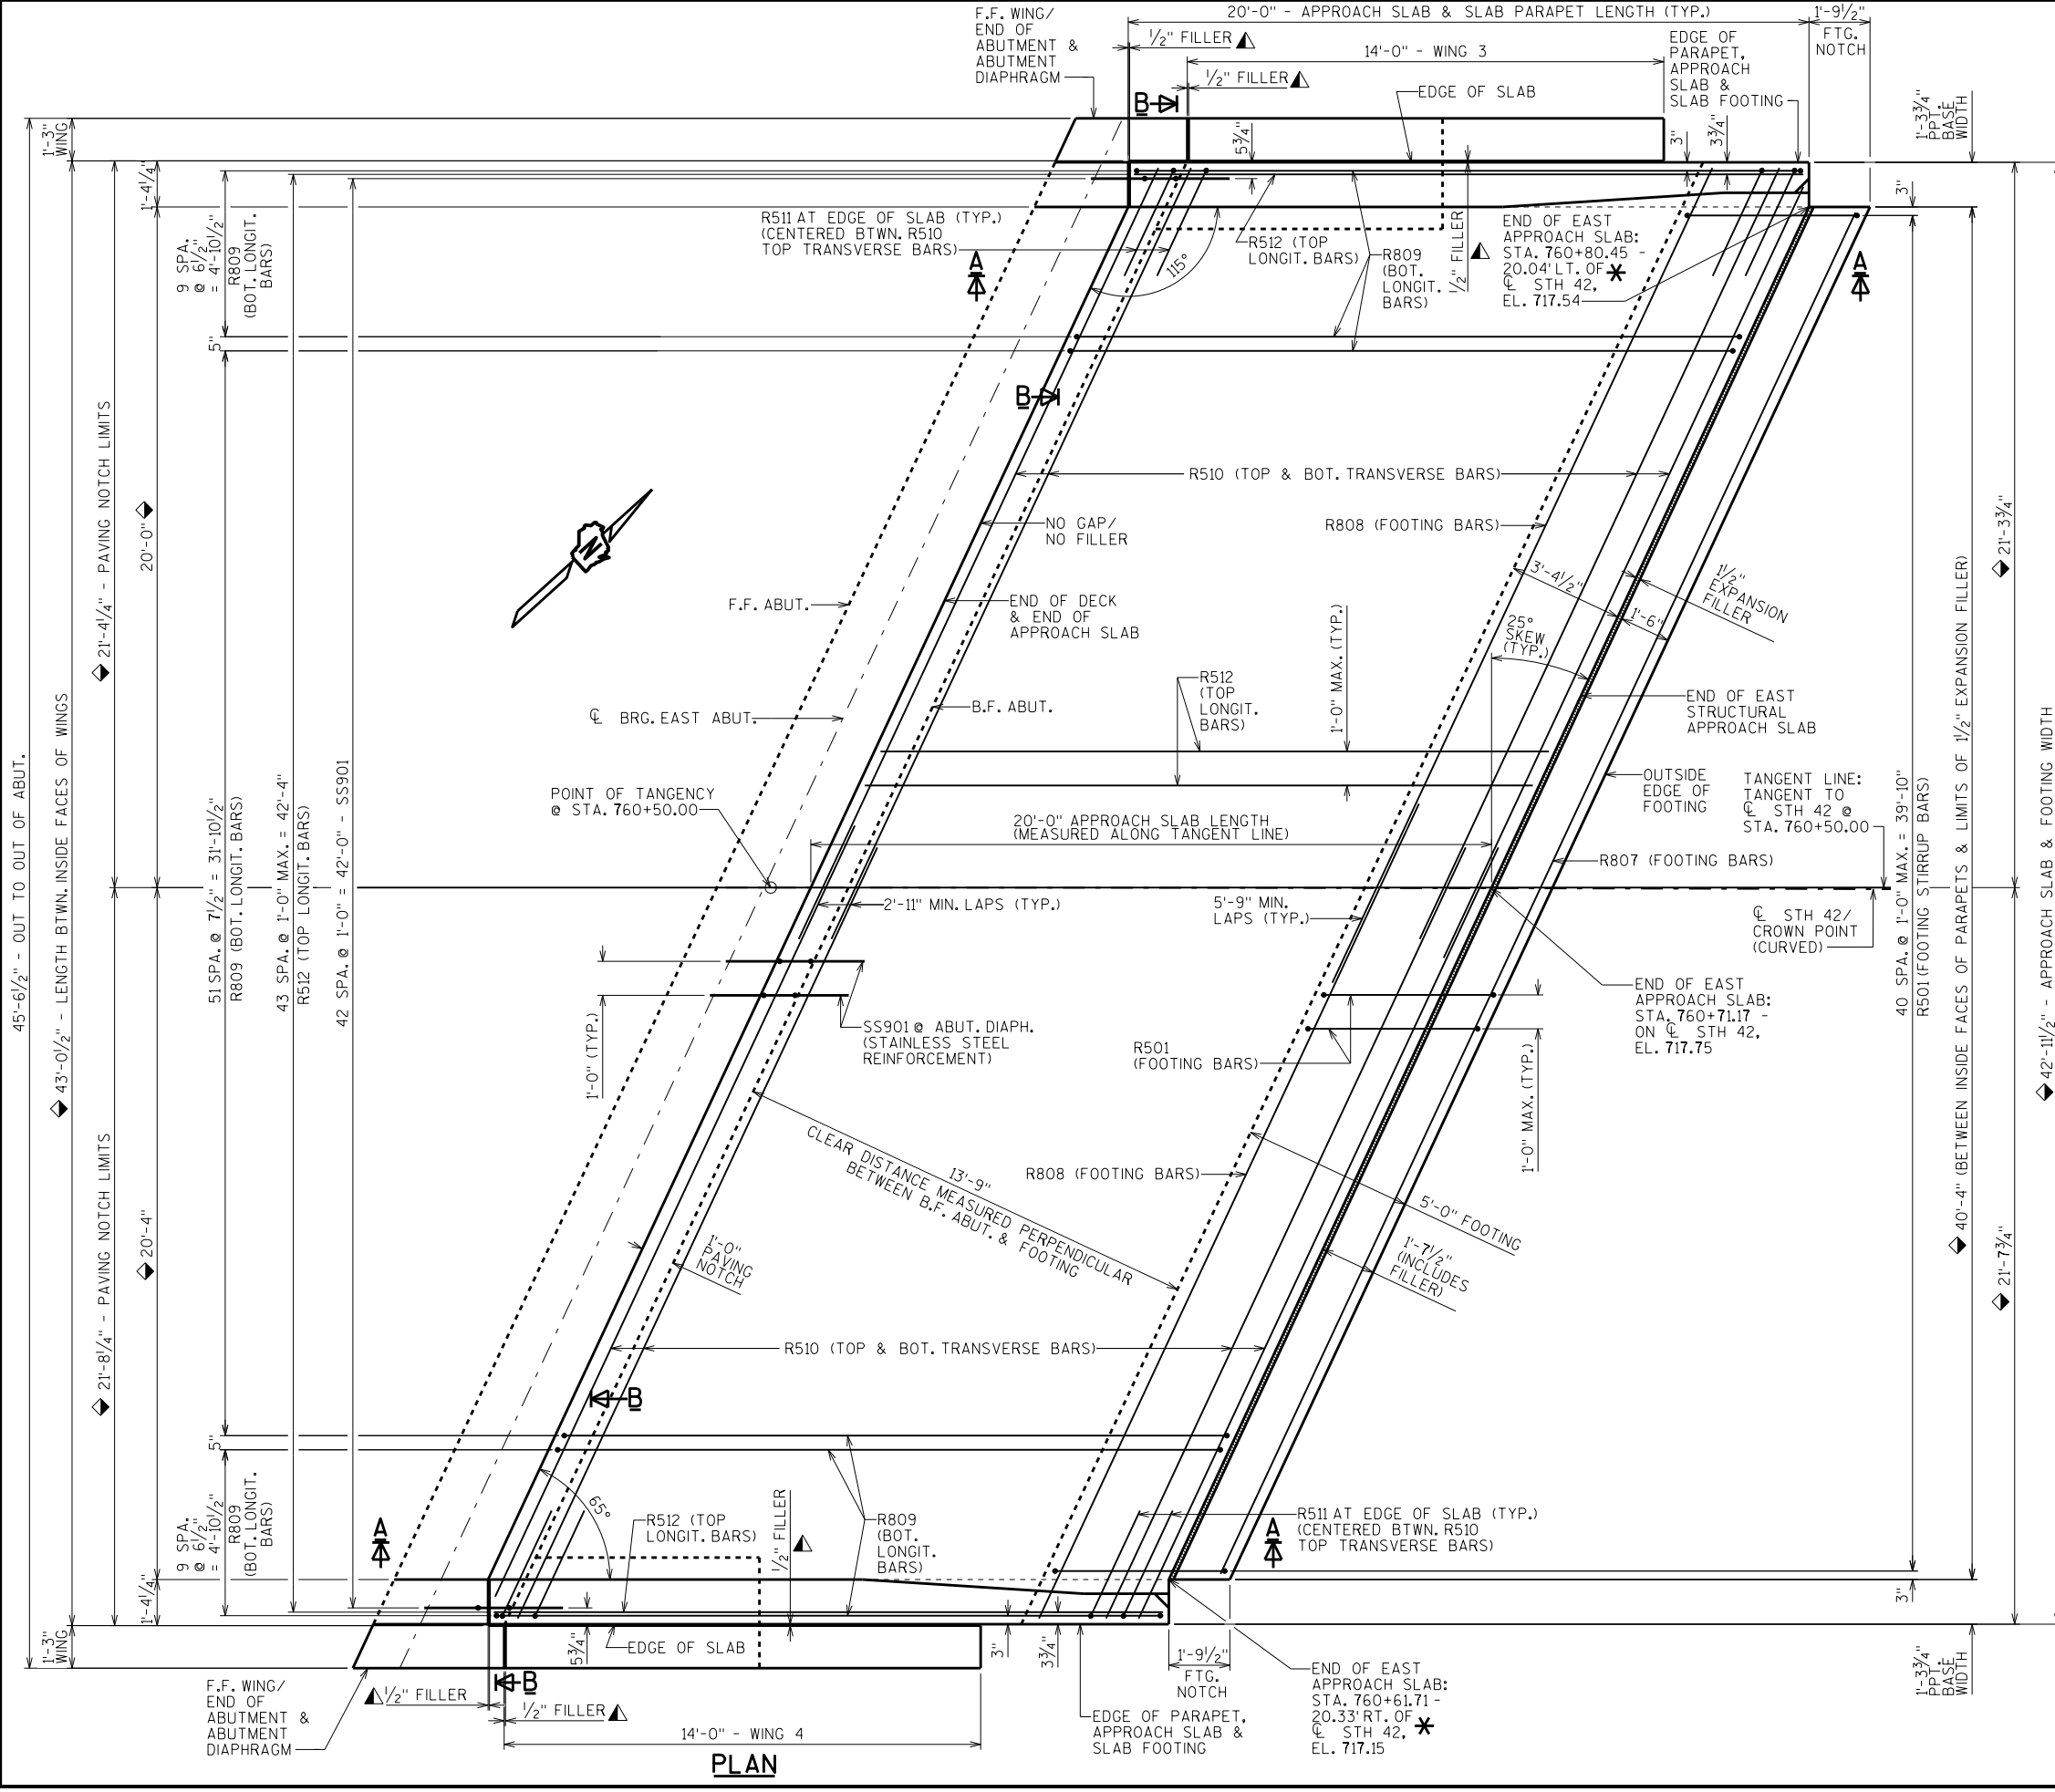 F.F. WING/
END OF
ABUTMENT &
ABUTMENT
DIAPHRAGM
20'-0" - APPROACH SLAB & SLAB PARAPET LENGTH (TYP.)
1'-9½"
FTG.
NOTCH
½" FILLER
14'-0" - WING 3
½" FILLER
EDGE OF SLAB
EDGE OF
PARAPET,
APPROACH
SLAB &
SLAB FOOTING
B
1'-3"
WING
1'-3¾"
PPT.
BASE
WIDTH
5¾"
3"
3¾"
1'-4¼"
3"
9 SPA.
@ 6½"
= 4'-10½"
R809
(BOT. LONGIT.
BARS)
5"
R511 AT EDGE OF SLAB (TYP.)
(CENTERED BTWN. R510
TOP TRANSVERSE BARS)
A
115°
R512 (TOP
LONGIT. BARS)
R809
(BOT.
LONGIT.
BARS)
½" FILLER
END OF EAST
APPROACH SLAB:
STA. 760+80.45 -
20.04' LT. OF
℄ STH 42,
EL. 717.54
A
B
R510 (TOP & BOT. TRANSVERSE BARS)
NO GAP/
NO FILLER
R808 (FOOTING BARS)
20'-0"
21'-4¼" - PAVING NOTCH LIMITS
21'-3¾"
N
3'-4½"
½"
EXPANSION
FILLER
1'-6"
25°
SKEW
(TYP.)
F.F. ABUT.
END OF DECK
& END OF
APPROACH SLAB
1'-0" MAX. (TYP.)
R512
(TOP
LONGIT.
BARS)
℄ BRG. EAST ABUT.
B.F. ABUT.
END OF EAST
STRUCTURAL
APPROACH SLAB
POINT OF TANGENCY
@ STA. 760+50.00
OUTSIDE
EDGE OF
FOOTING
TANGENT LINE:
TANGENT TO
℄ STH 42 @
STA. 760+50.00
20'-0" APPROACH SLAB LENGTH
(MEASURED ALONG TANGENT LINE)
R807 (FOOTING BARS)
45'-6½" - OUT TO OUT OF ABUT.
43'-0½" - LENGTH BTWN. INSIDE FACES OF WINGS
51 SPA. @ 7½" = 31'-10½"
R809 (BOT. LONGIT. BARS)
43 SPA. @ 1'-0" MAX. = 42'-4"
R512 (TOP LONGIT. BARS)
42 SPA. @ 1'-0" = 42'-0" - SS901
40 SPA. @ 1'-0" MAX. = 39'-10"
R501 (FOOTING STIRRUP BARS)
40'-4" (BETWEEN INSIDE FACES OF PARAPETS & LIMITS OF 1½" EXPANSION FILLER)
42'-11½" - APPROACH SLAB & FOOTING WIDTH
2'-11" MIN. LAPS (TYP.)
5'-9" MIN.
LAPS (TYP.)
℄ STH 42/
CROWN POINT
(CURVED)
1'-0" (TYP.)
SS901 @ ABUT. DIAPH.
(STAINLESS STEEL
REINFORCEMENT)
R501
(FOOTING BARS)
1'-0" MAX. (TYP.)
END OF EAST
APPROACH SLAB:
STA. 760+71.17 -
ON ℄ STH 42,
EL. 717.75
21'-8¼" - PAVING NOTCH LIMITS
20'-4"
21'-7¾"
13'-9"
CLEAR DISTANCE MEASURED PERPENDICULAR
BETWEEN B.F. ABUT. & FOOTING
R808 (FOOTING BARS)
5'-0" FOOTING
1'-0"
PAVING
NOTCH
1'-7½"
(INCLUDES
FILLER)
R510 (TOP & BOT. TRANSVERSE BARS)
B
5"
9 SPA.
@ 6½"
= 4'-10½"
R809
(BOT. LONGIT.
BARS)
65°
A
R512 (TOP
LONGIT. BARS)
½" FILLER
R809
(BOT.
LONGIT.
BARS)
R511 AT EDGE OF SLAB (TYP.)
(CENTERED BTWN. R510
TOP TRANSVERSE BARS)
A
1'-4¼"
3"
1'-3"
WING
5¾"
EDGE OF SLAB
3"
3¾"
1'-9½"
FTG.
NOTCH
1'-3¾"
PPT.
BASE
WIDTH
B
F.F. WING/
END OF
ABUTMENT &
ABUTMENT
DIAPHRAGM
½" FILLER
½" FILLER
14'-0" - WING 4
EDGE OF PARAPET,
APPROACH SLAB &
SLAB FOOTING
END OF EAST
APPROACH SLAB:
STA. 760+61.71 -
20.33' RT. OF
℄ STH 42,
EL. 717.15
PLAN